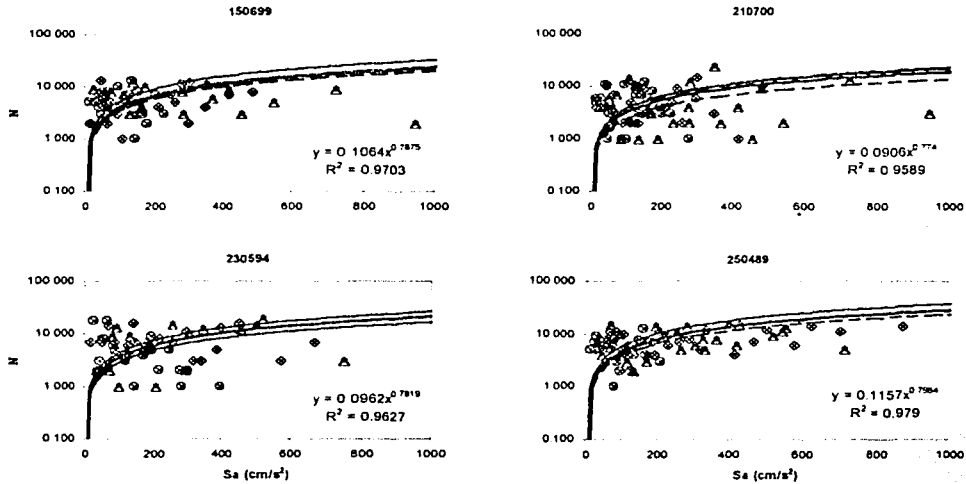 150699
100 000
10 000
1 000
0.100
N
0 200 400 600 800 1000
y = 0 1064x^0.7875
R² = 0.9703
210700
100 000
10 000
1 000
0.100
0 200 400 600 800 1000
y = 0.0906x^0.774
R² = 0.9589
230594
100 000
10 000
1 000
0 100
N
0 200 400 600 800 1000
Sa (cm/s²)
y = 0.0962x^0.7819
R² = 0.9627
250489
100 000
10 000
1 000
0 100
0 200 400 600 800 1000
Sa (cm/s²)
y = 0.1157x^0.7984
R² = 0.979